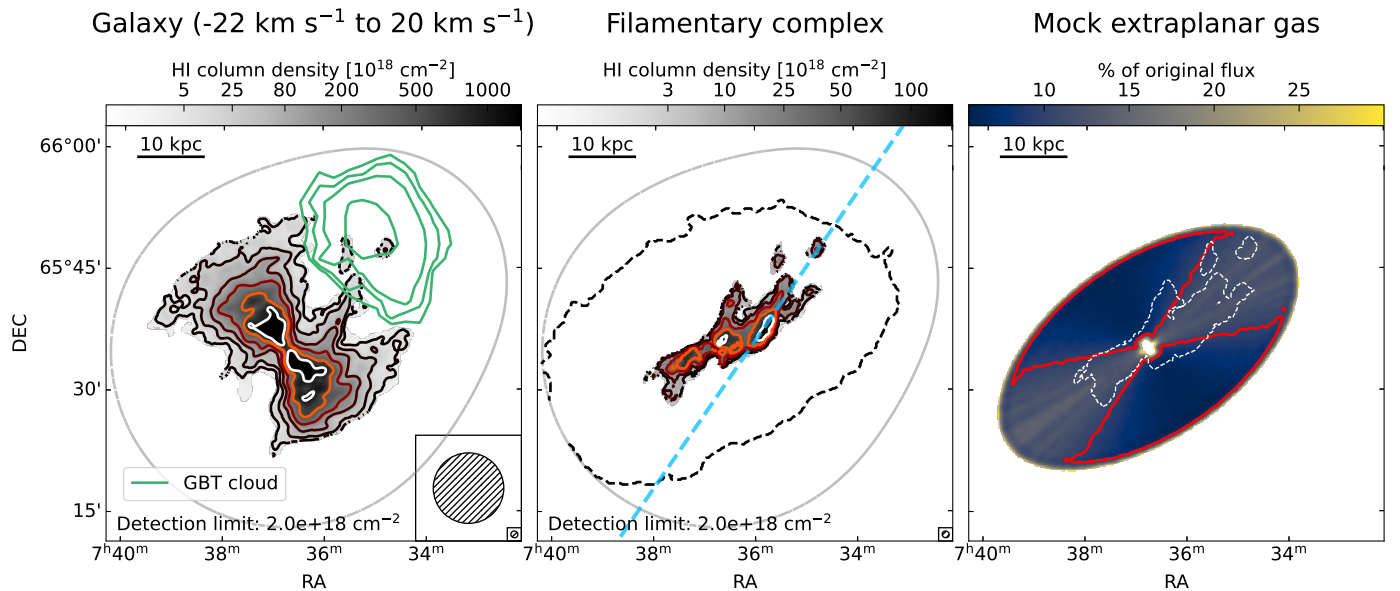 Galaxy (-22 km s⁻¹ to 20 km s⁻¹)
HI column density [10¹⁸ cm⁻²]
5 25 80 200 500 1000
10 kpc
66°00'
65°45'
30'
15'
DEC
GBT cloud
Detection limit: 2.0e+18 cm⁻²
7ʰ40ᵐ 38ᵐ 36ᵐ 34ᵐ
RA
Filamentary complex
HI column density [10¹⁸ cm⁻²]
3 10 25 50 100
10 kpc
Detection limit: 2.0e+18 cm⁻²
7ʰ40ᵐ 38ᵐ 36ᵐ 34ᵐ
RA
Mock extraplanar gas
% of original flux
10 15 20 25
10 kpc
7ʰ40ᵐ 38ᵐ 36ᵐ 34ᵐ
RA